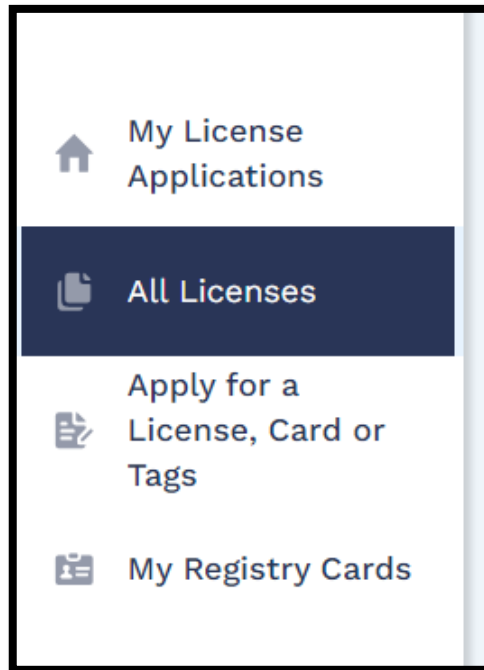 My License
Applications
All Licenses
Apply for a
License, Card or
Tags
My Registry Cards